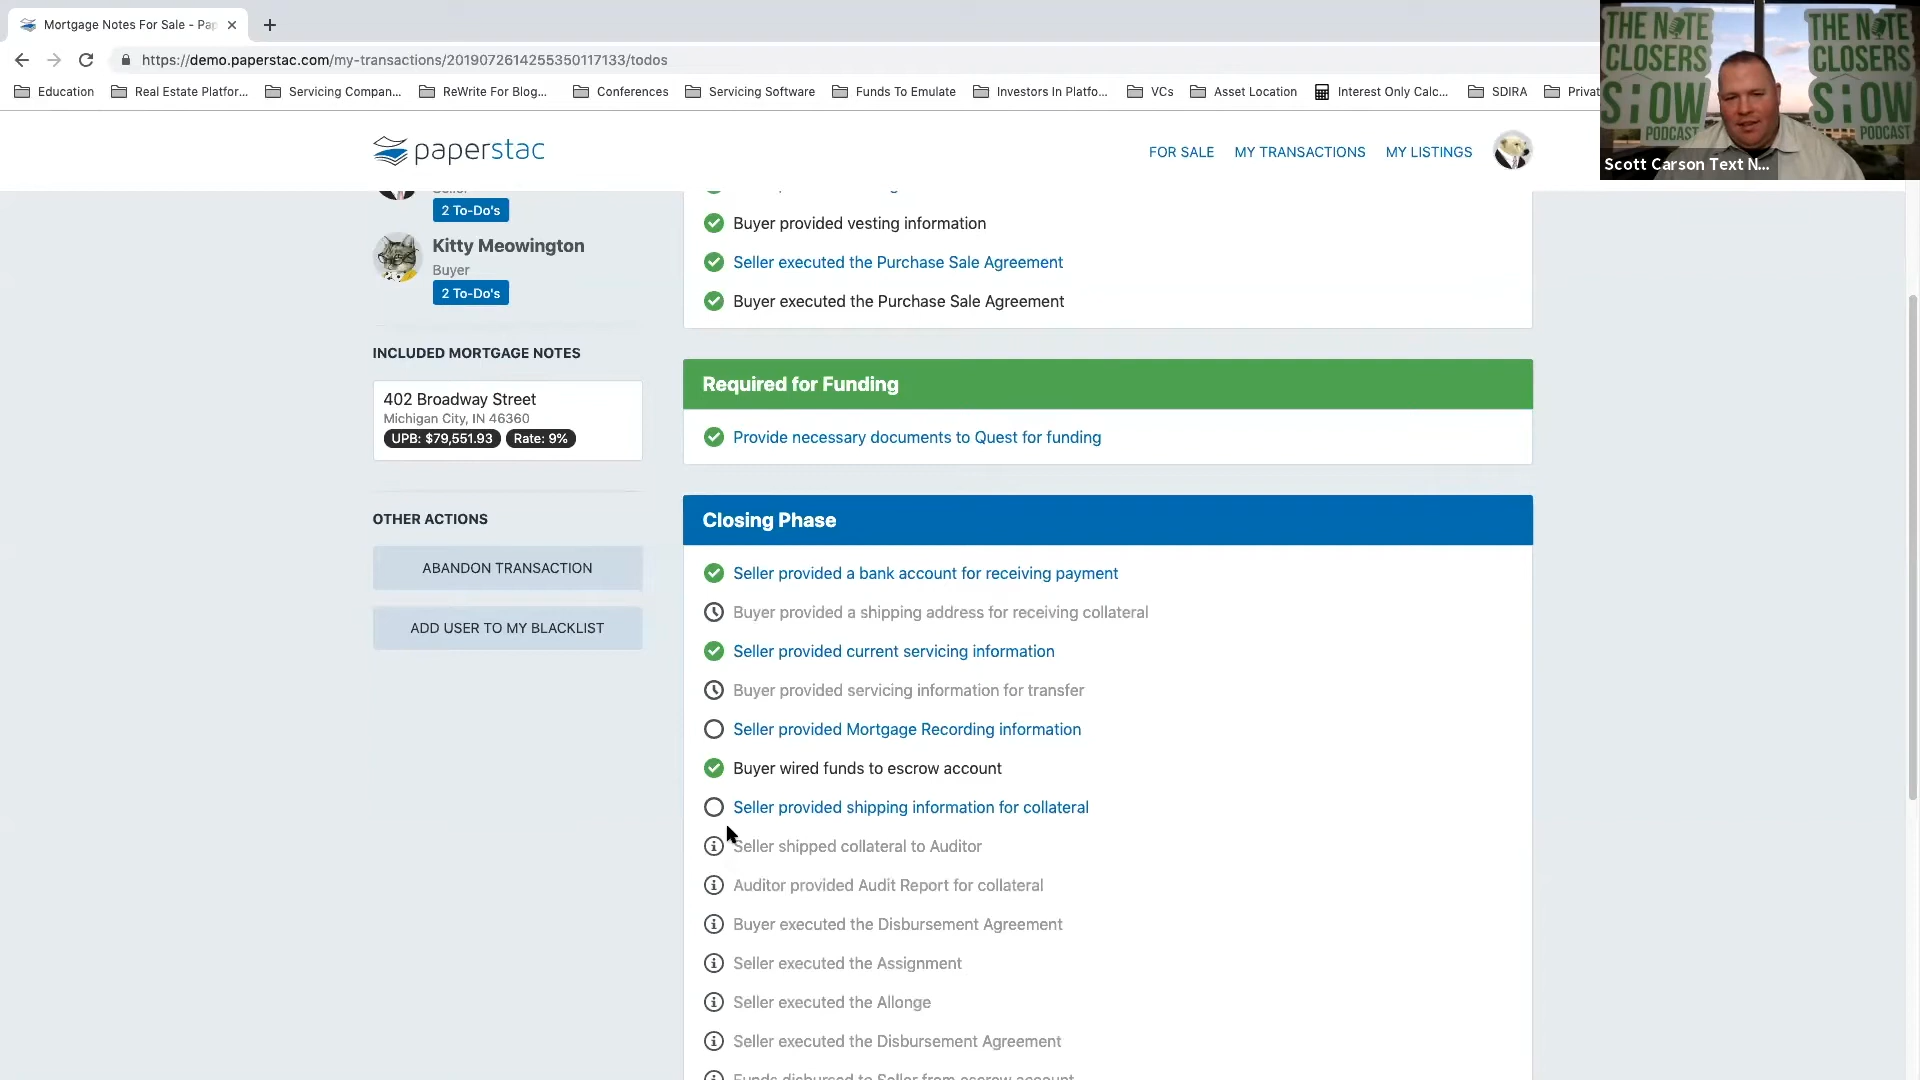 Mortgage Notes For Sale - Pap
https://demo.paperstac.com/my-transactions/2019072614255350117133/todos
Education
Real Estate Platfor...
Servicing Compan...
ReWrite For Blog...
Conferences
Servicing Software
Funds To Emulate
Investors In Platfo...
VCs
Asset Location
Interest Only Calc...
SDIRA
Privat
THE NOTE CLOSERS SHOW PODCAST
THE NOTE CLOSERS SHOW PODCAST
Scott Carson Text N...
paperstac
FOR SALE
MY TRANSACTIONS
MY LISTINGS
2 To-Do's
Kitty Meowington
Buyer
2 To-Do's
INCLUDED MORTGAGE NOTES
402 Broadway Street
Michigan City, IN 46360
UPB: $79,551.93
Rate: 9%
OTHER ACTIONS
ABANDON TRANSACTION
ADD USER TO MY BLACKLIST
Buyer provided vesting information
Seller executed the Purchase Sale Agreement
Buyer executed the Purchase Sale Agreement
Required for Funding
Provide necessary documents to Quest for funding
Closing Phase
Seller provided a bank account for receiving payment
Buyer provided a shipping address for receiving collateral
Seller provided current servicing information
Buyer provided servicing information for transfer
Seller provided Mortgage Recording information
Buyer wired funds to escrow account
Seller provided shipping information for collateral
Seller shipped collateral to Auditor
Auditor provided Audit Report for collateral
Buyer executed the Disbursement Agreement
Seller executed the Assignment
Seller executed the Allonge
Seller executed the Disbursement Agreement
Funds disbursed to Seller from escrow account